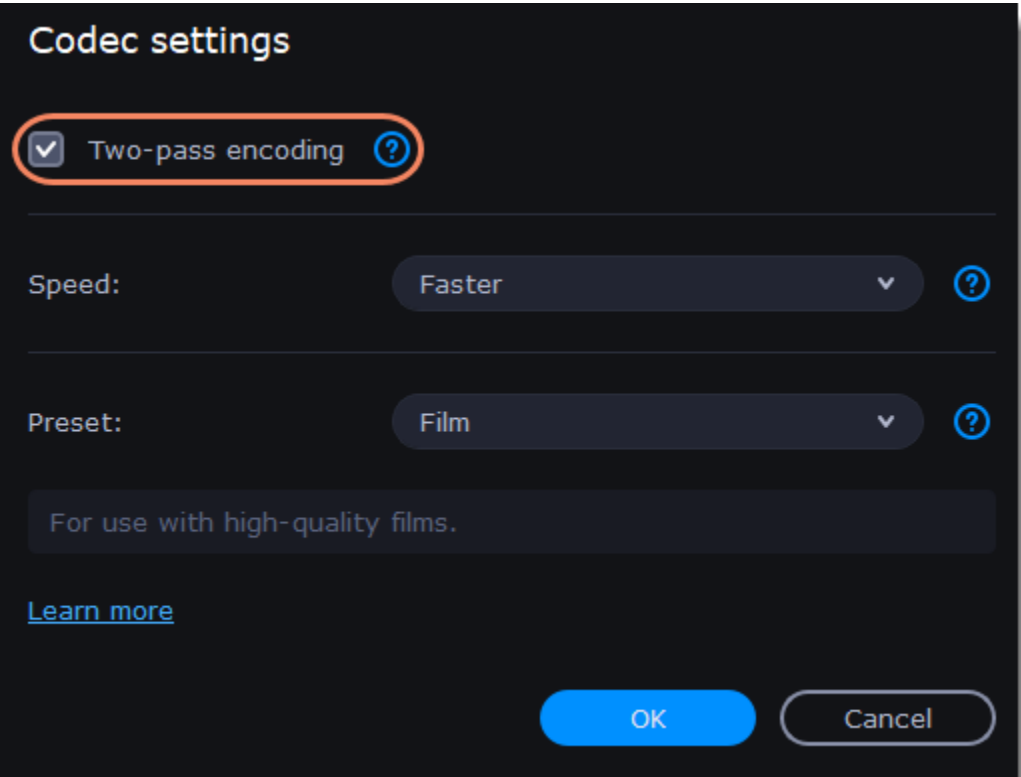 Codec settings
Two-pass encoding ?
Speed: Faster ?
Preset: Film ?
For use with high-quality films.
Learn more
OK Cancel